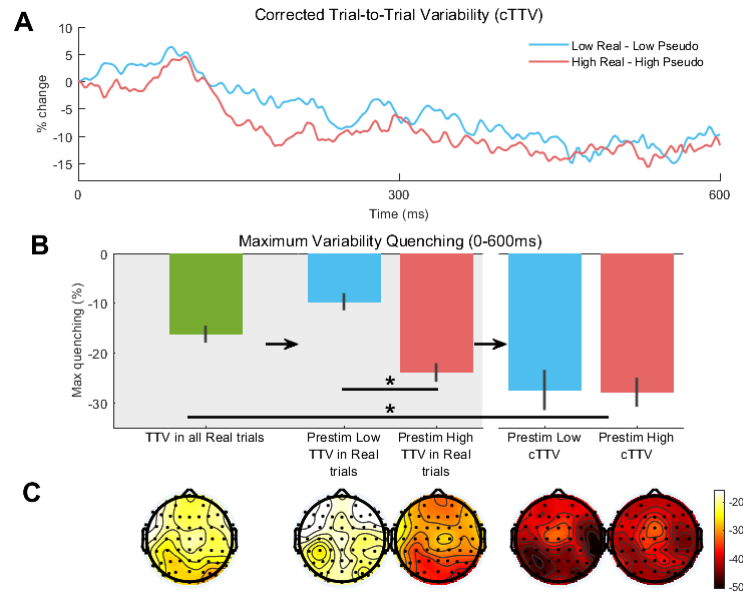 A
Corrected Trial-to-Trial Variability (cTTV)
10
5
0
-5
-10
-15
% change
Low Real - Low Pseudo
High Real - High Pseudo
0
300
600
Time (ms)
B
Maximum Variability Quenching (0-600ms)
0
-10
-20
-30
Max quenching (%)
*
*
TTV in all Real trials
Prestim Low
TTV in Real
trials
Prestim High
TTV in Real
trials
Prestim Low
cTTV
Prestim High
cTTV
C
-20
-30
-40
-50